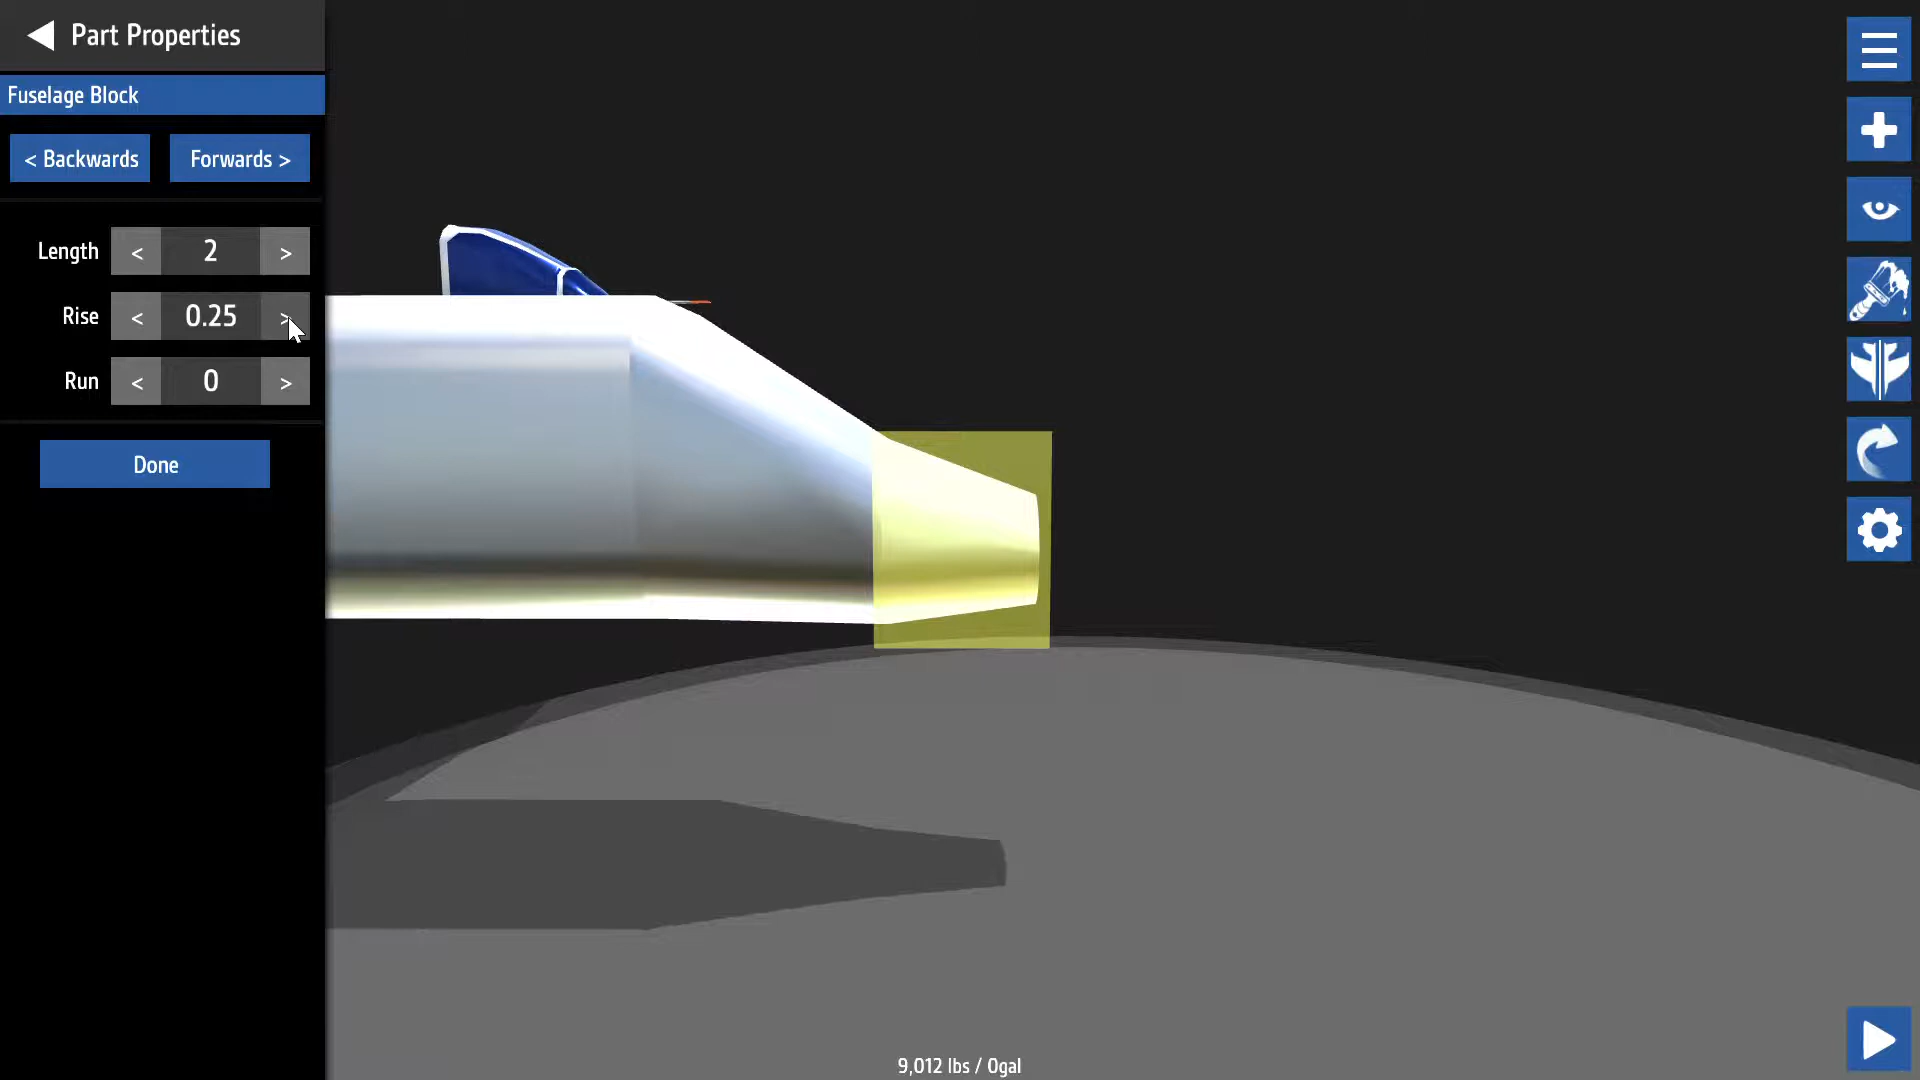 Part Properties
Fuselage Block
< Backwards
Forwards >
Length < 2 >
Rise < 0.25 >
Run < 0 >
Done
9,012 lbs / 0gal